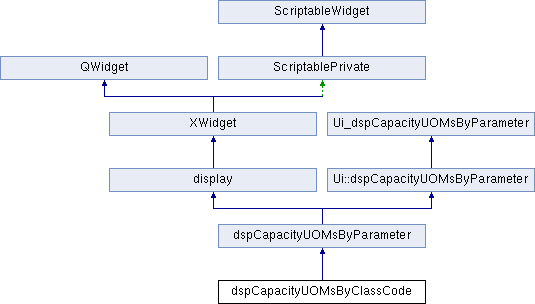 ScriptableWidget
QWidget
ScriptablePrivate
XWidget
Ui_dspCapacityUOMsByParameter
display
Ui::dspCapacityUOMsByParameter
dspCapacityUOMsByParameter
dspCapacityUOMsByClassCode